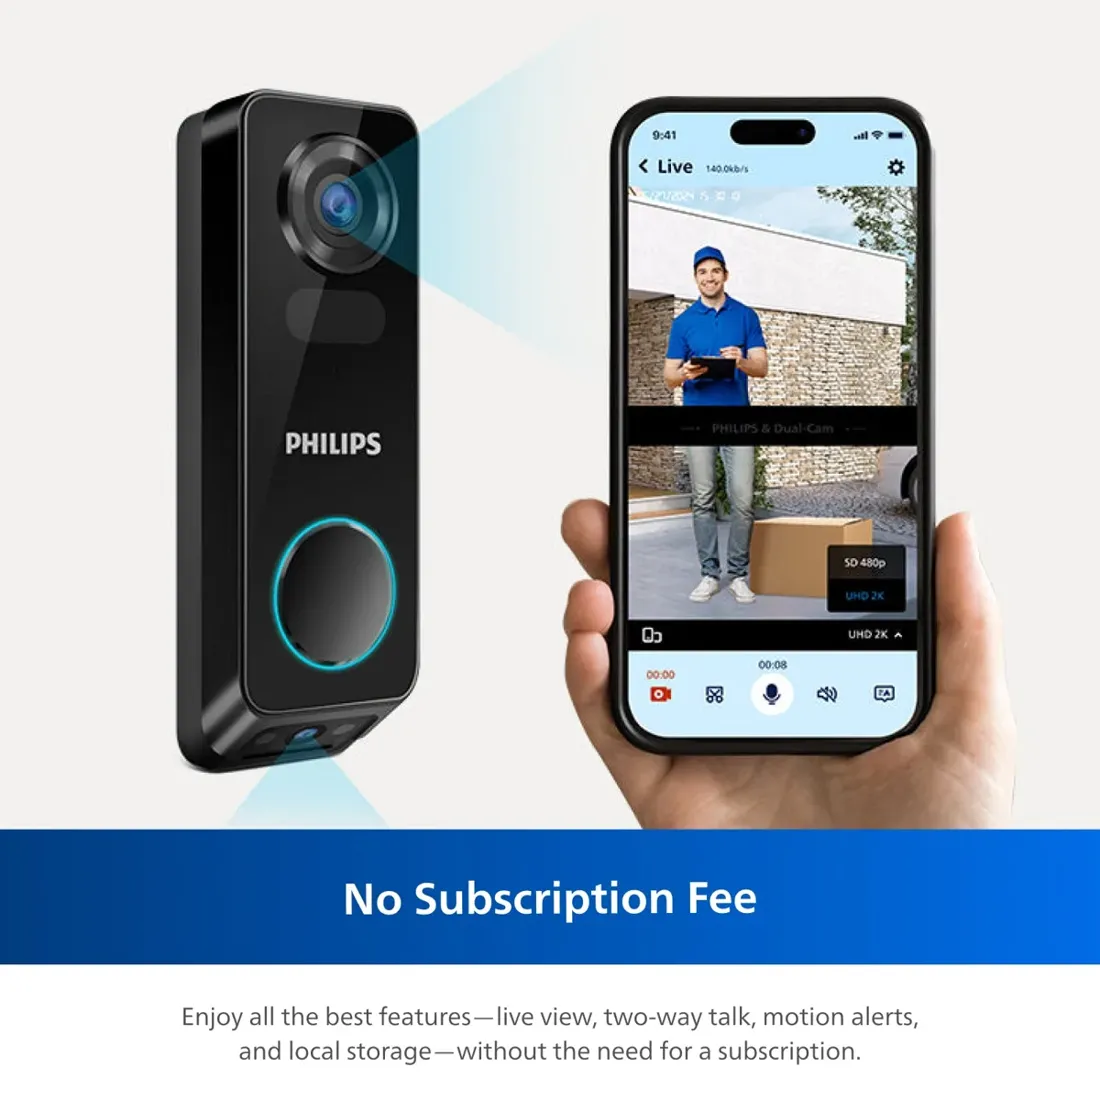 PHILIPS
9:41
Live 140.0kb/s
PHILIPS & Dual-Cam
SD 480p
UHD 2K
UHD 2K
00:00
00:08
No Subscription Fee
Enjoy all the best features—live view, two-way talk, motion alerts,
and local storage—without the need for a subscription.